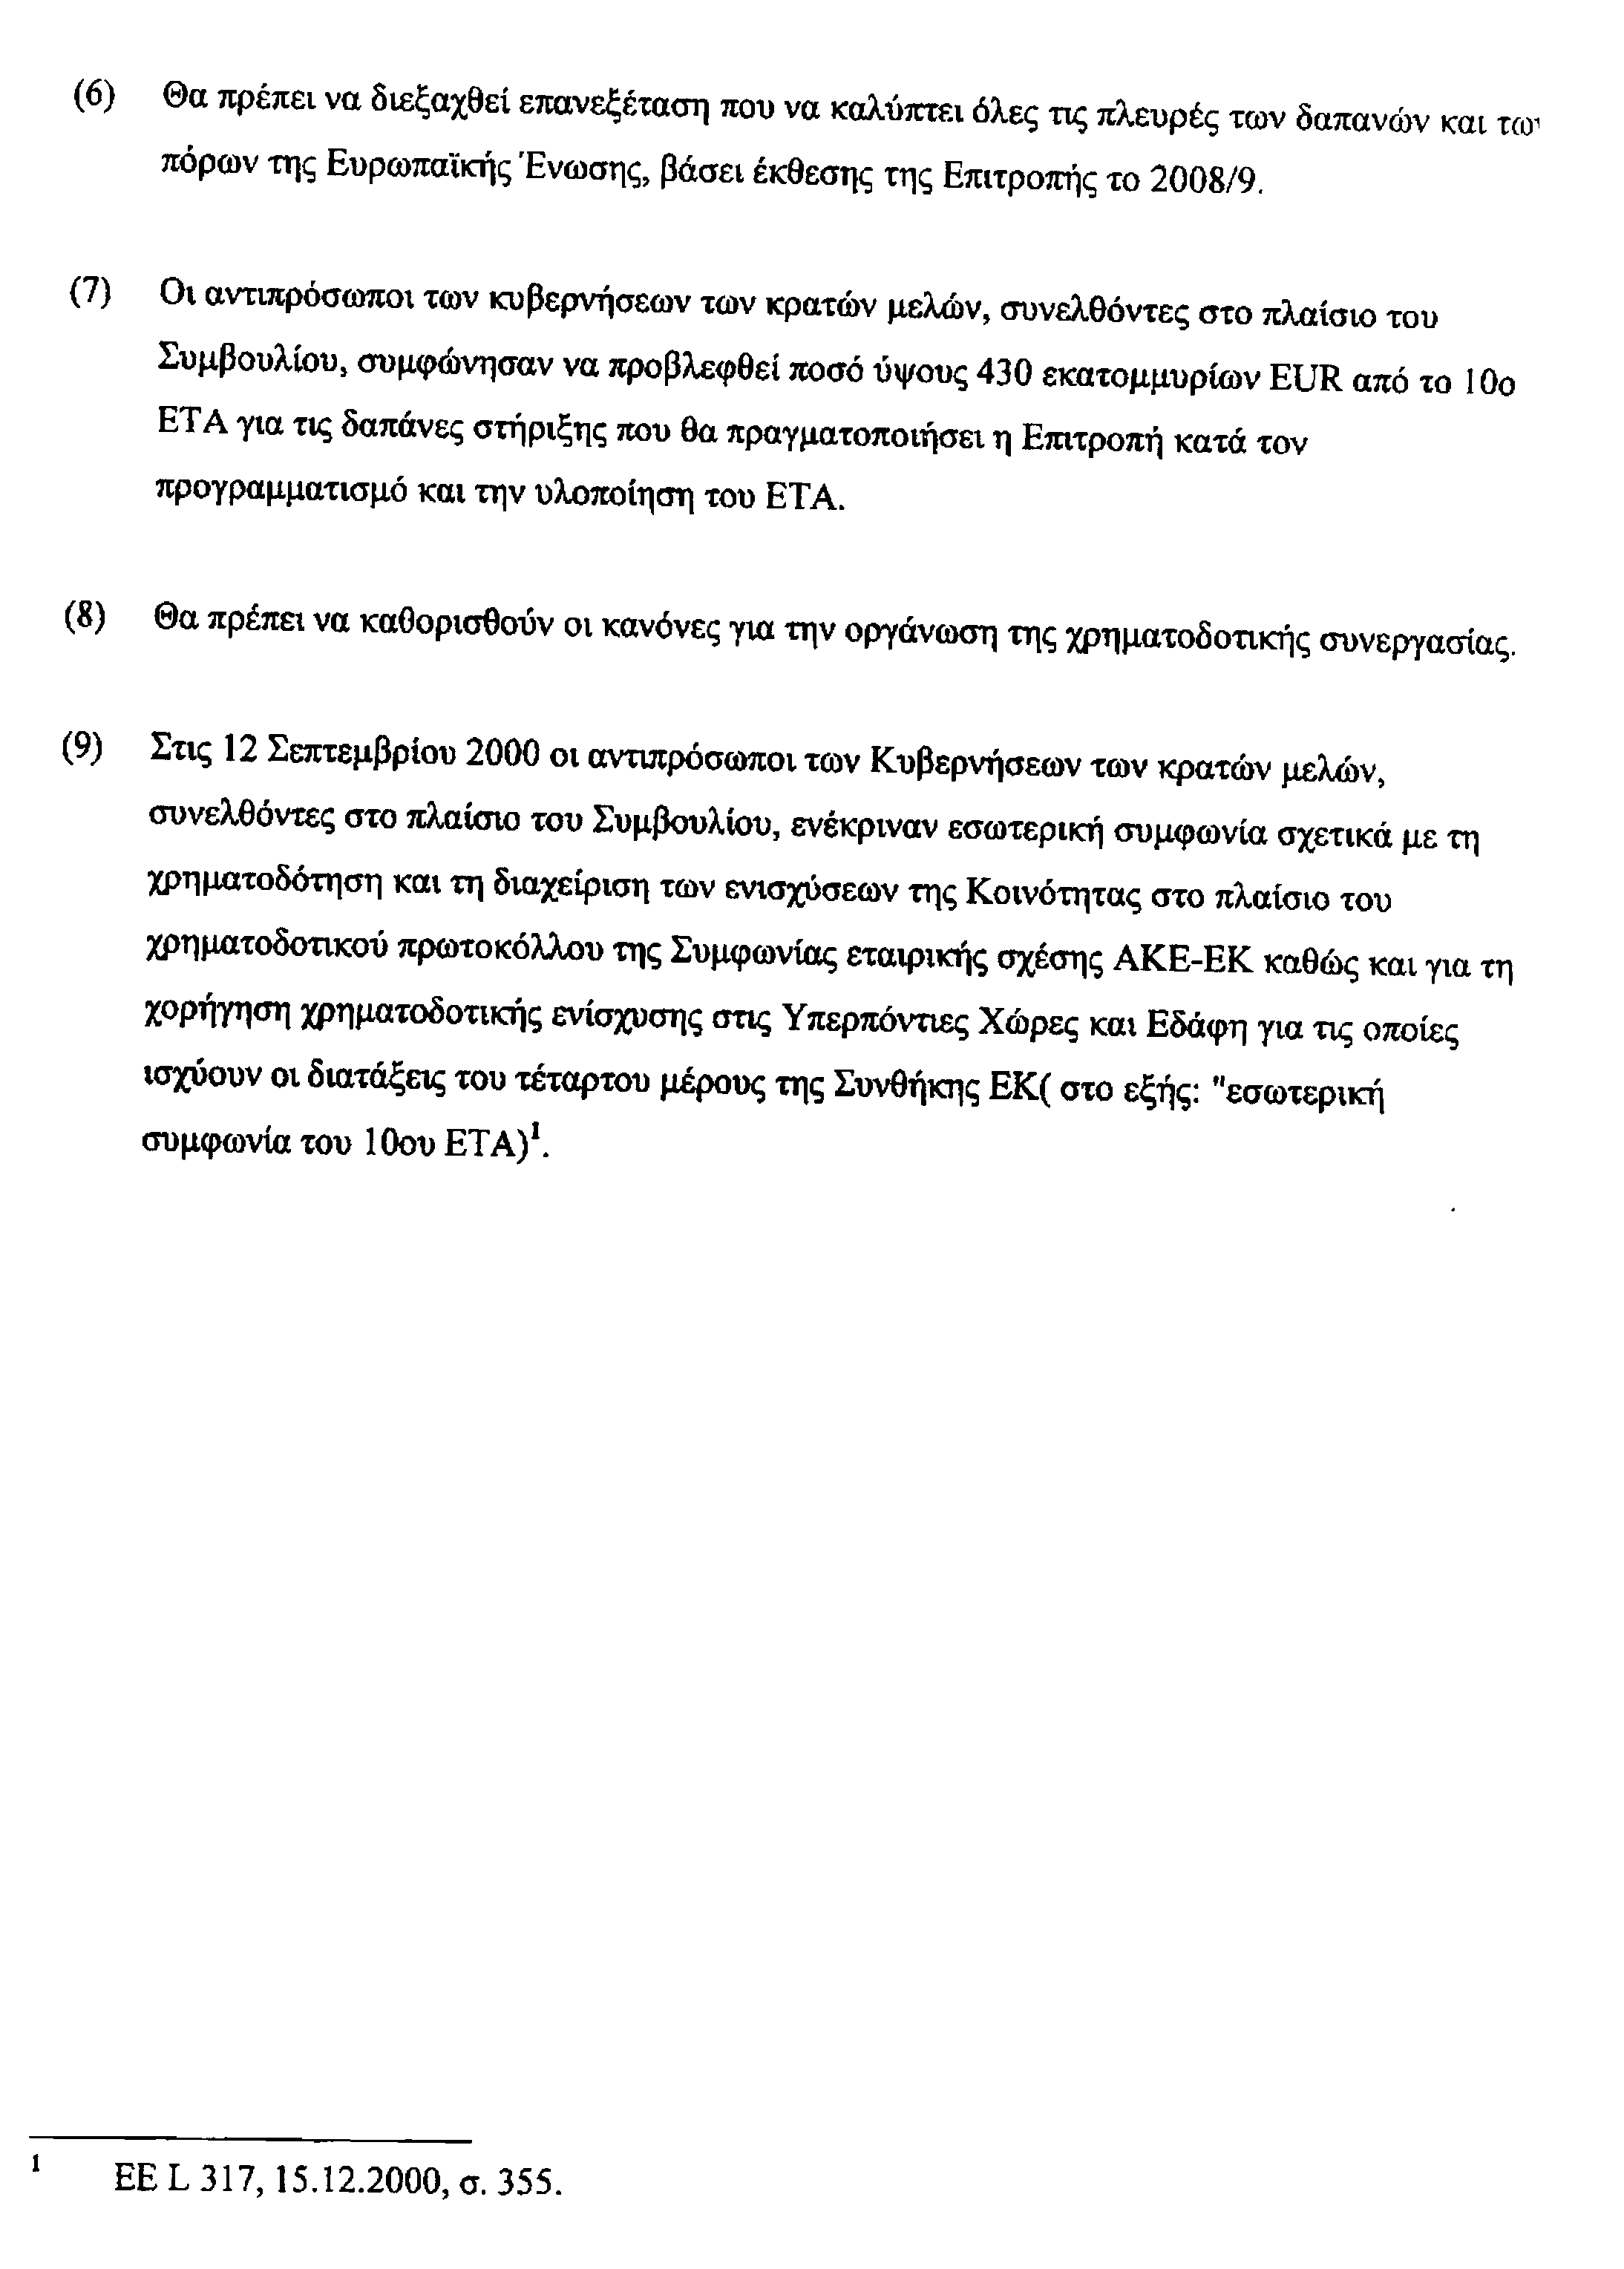 (6) Θα πρέπει να διεξαχθεί επανεξέταση που να καλύπτει όλες τις πλευρές των δαπανών και
πόρων της Ευρωπαϊκής Ένωσης, βάσει έκθεσης της Επιτροπής το 2008/9.
(7) Οι αντιπρόσωποι των κυβερνήσεων των κρατών μελών, συνελθόντες στο πλαίσιο του
Συμβουλίου, συμφώνησαν να προβλεφθεί ποσό ύψους 430 εκατομμυρίων EUR από το 10ο
ΕΤΑ για τις δαπάνες στήριξης που θα πραγματοποιήσει η Επιτροπή κατά τον
προγραμματισμό και την υλοποίηση του ΕΤΑ.
(8) Θα πρέπει να καθορισθούν οι κανόνες για την οργάνωση της χρηματοδοτικής συνεργασίας.
(9) Στις 12 Σεπτεμβρίου 2000 οι αντιπρόσωποι των Κυβερνήσεων των κρατών μελών,
συνελθόντες στο πλαίσιο του Συμβουλίου, ενέκριναν εσωτερική συμφωνία σχετικά με τη
χρηματοδότηση και τη διαχείριση των ενισχύσεων της Κοινότητας στο πλαίσιο του
χρηματοδοτικού πρωτοκόλλου της Συμφωνίας εταιρικής σχέσης ΑΚΕ-ΕΚ καθώς και για τη
χορήγηση χρηματοδοτικής ενίσχυσης στις Υπερπόντιες Χώρες και Εδάφη για τις οποίες
ισχύουν οι διατάξεις του τέταρτου μέρους της Συνθήκης ΕΚ( στο εξής: "εσωτερική
συμφωνία του 10ου ΕΤΑ)¹.
¹ ΕΕ L 317, 15.12.2000, σ. 355.